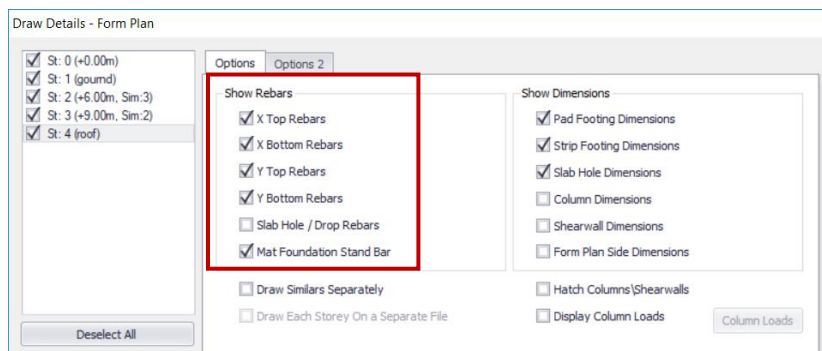 Draw Details - Form Plan
St: 0 (+0.00m)
St: 1 (gournd)
St: 2 (+6.00m, Sim:3)
St: 3 (+9.00m, Sim:2)
St: 4 (roof)
Deselect All
Options
Options 2
Show Rebars
X Top Rebars
X Bottom Rebars
Y Top Rebars
Y Bottom Rebars
Slab Hole / Drop Rebars
Mat Foundation Stand Bar
Show Dimensions
Pad Footing Dimensions
Strip Footing Dimensions
Slab Hole Dimensions
Column Dimensions
Shearwall Dimensions
Form Plan Side Dimensions
Draw Similars Separately
Draw Each Storey On a Separate File
Hatch Columns\Shearwalls
Display Column Loads
Column Loads